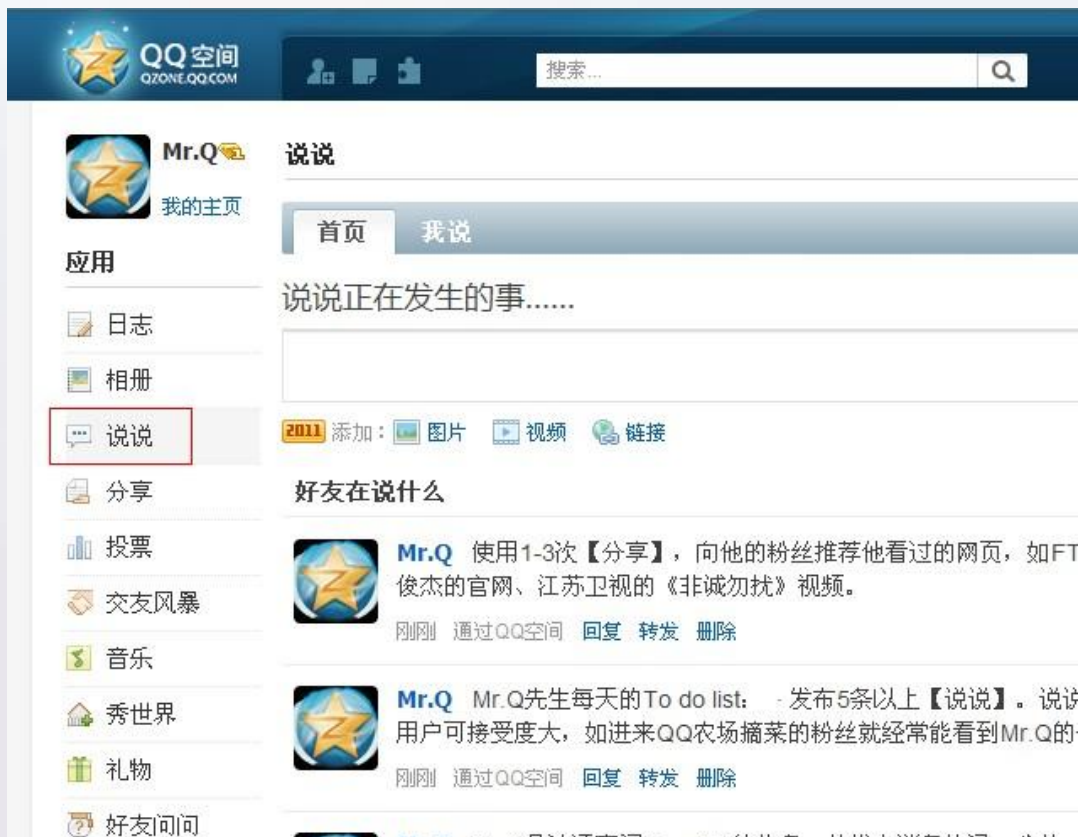 QQ空间
QZONE.QQ.COM
搜索...
Mr.Q
我的主页
应用
日志
相册
说说
分享
投票
交友风暴
音乐
秀世界
礼物
好友问问
说说
首页 我说
说说正在发生的事......
2011 添加：图片 视频 链接
好友在说什么
Mr.Q 使用1-3次【分享】，向他的粉丝推荐他看过的网页，如FT
俊杰的官网、江苏卫视的《非诚勿扰》视频。
刚刚 通过QQ空间 回复 转发 删除
Mr.Q Mr.Q先生每天的To do list： - 发布5条以上【说说】。说说
用户可接受度大，如进来QQ农场摘菜的粉丝就经常能看到Mr.Q的
刚刚 通过QQ空间 回复 转发 删除